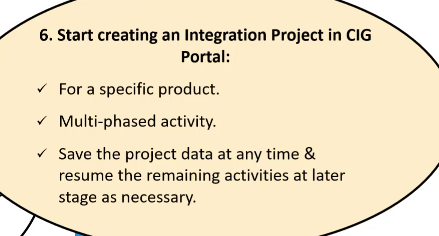 6. Start creating an Integration Project in CIG
Portal:
✓ For a specific product.
✓ Multi-phased activity.
✓ Save the project data at any time &
resume the remaining activities at later
stage as necessary.